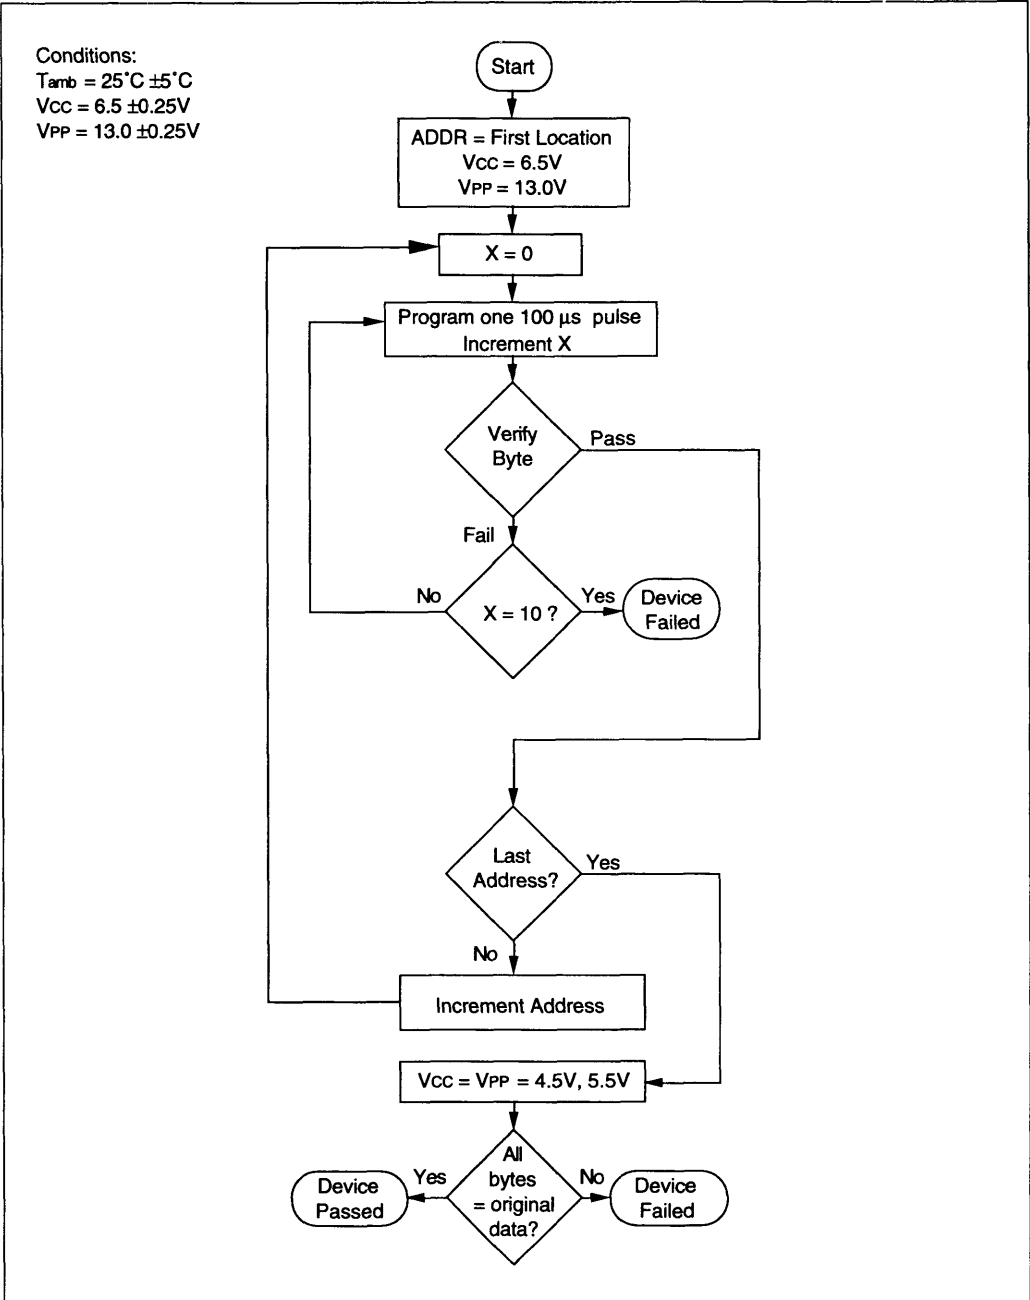 Conditions:
Tamb = 25˚C ±5˚C
VCC = 6.5 ±0.25V
VPP = 13.0 ±0.25V
Start
ADDR = First Location
VCC = 6.5V
VPP = 13.0V
X = 0
Program one 100 µs pulse
Increment X
Verify
Byte
Pass
Fail
No
X = 10 ?
Yes
Device
Failed
Last
Address?
Yes
No
Increment Address
VCC = VPP = 4.5V, 5.5V
All
bytes
= original
data?
Yes
Device
Passed
No
Device
Failed